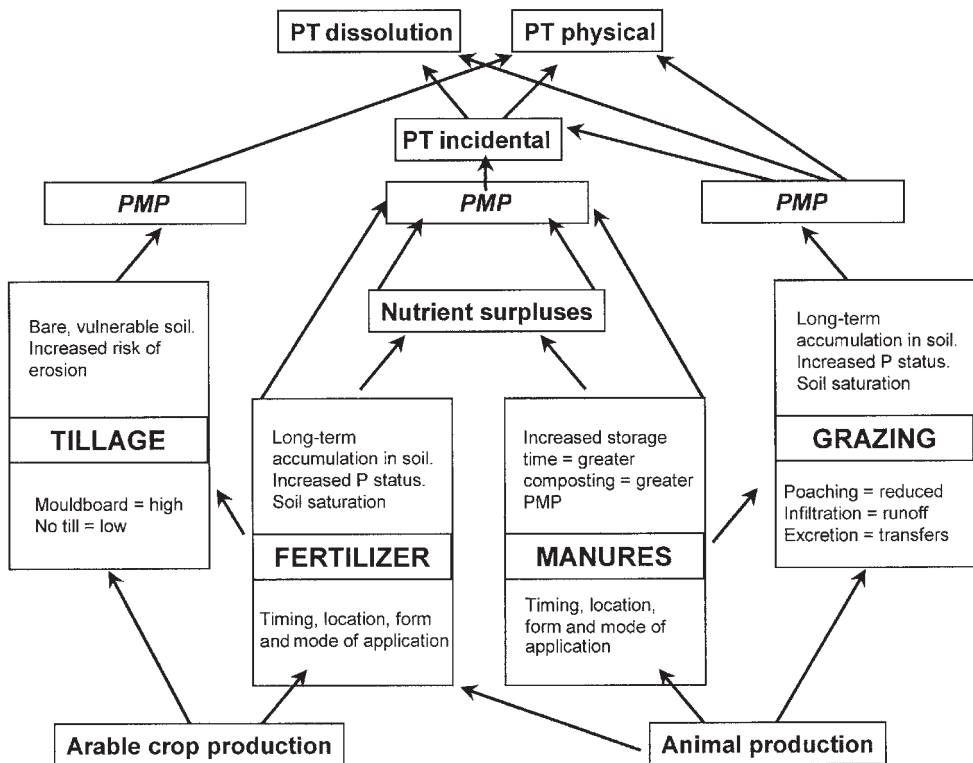 PT dissolution
PT physical
PT incidental
PMP
PMP
PMP
Nutrient surpluses
Bare, vulnerable soil.
Increased risk of
erosion
TILLAGE
Mouldboard = high
No till = low
Long-term
accumulation in soil.
Increased P status.
Soil saturation
FERTILIZER
Timing, location, form
and mode of application
Increased storage
time = greater
composting = greater
PMP
MANURES
Timing, location,
form and mode of
application
Long-term
accumulation in soil.
Increased P status.
Soil saturation
GRAZING
Poaching = reduced
Infiltration = runoff
Excretion = transfers
Arable crop production
Animal production